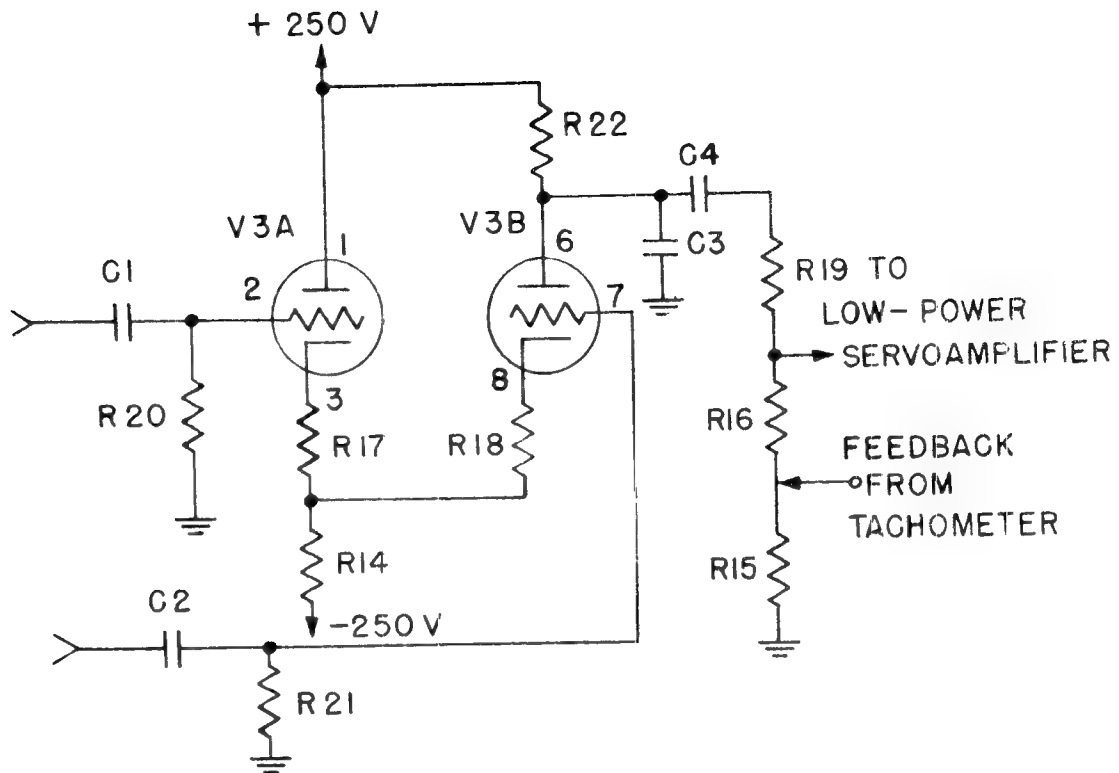 + 250 V
R22
C4
V3A
1
V3B
6
C3
C1
2
7
R19 TO
LOW-POWER
SERVOAMPLIFIER
3
8
R20
R17
R18
R16
FEEDBACK
FROM
TACHOMETER
R14
R15
C2
-250 V
R21